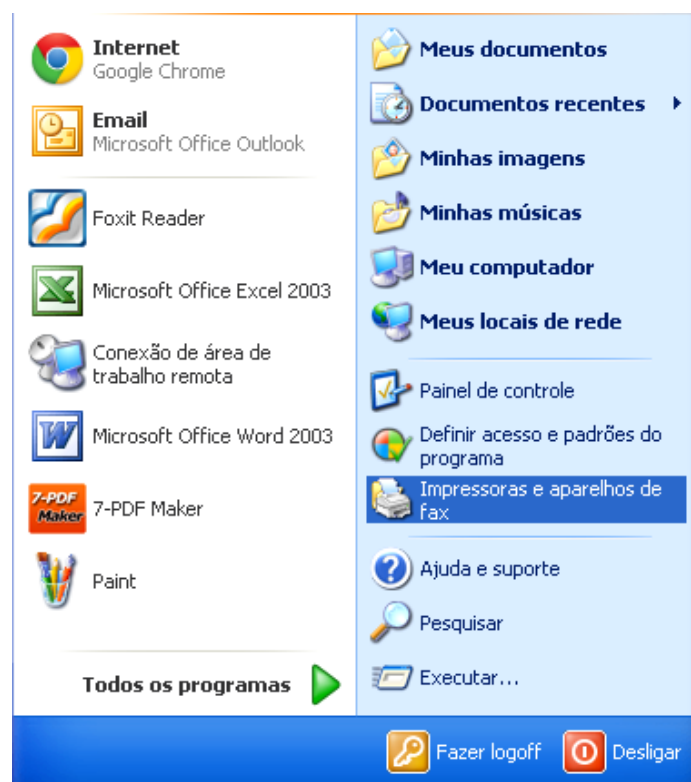 Internet
Google Chrome
Email
Microsoft Office Outlook
Foxit Reader
Microsoft Office Excel 2003
Conexão de área de
trabalho remota
Microsoft Office Word 2003
7-PDF
Maker
7-PDF Maker
Paint
Todos os programas
Meus documentos
Documentos recentes
Minhas imagens
Minhas músicas
Meu computador
Meus locais de rede
Painel de controle
Definir acesso e padrões do
programa
Impressoras e aparelhos de
fax
Ajuda e suporte
Pesquisar
Executar...
Fazer logoff
Desligar